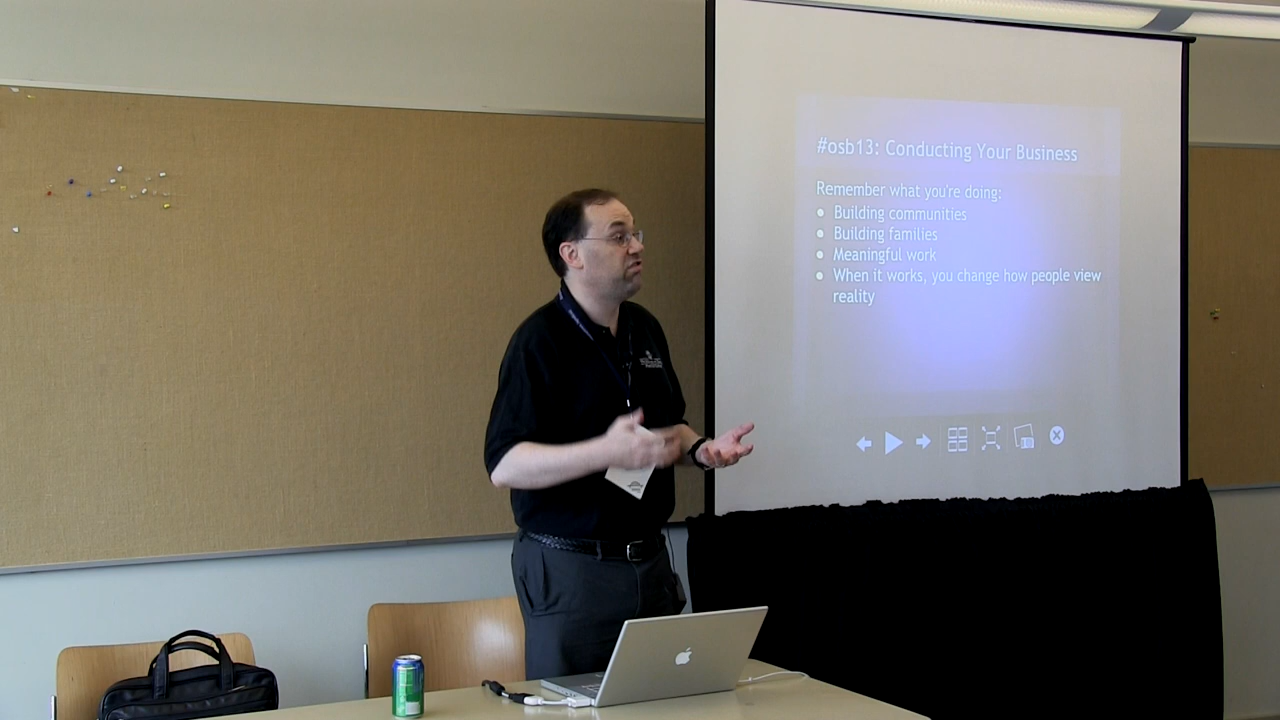 #osb13: Conducting Your Business
Remember what you're doing:
• Building communities
• Building families
• Meaningful work
• When it works, you change how people view
reality